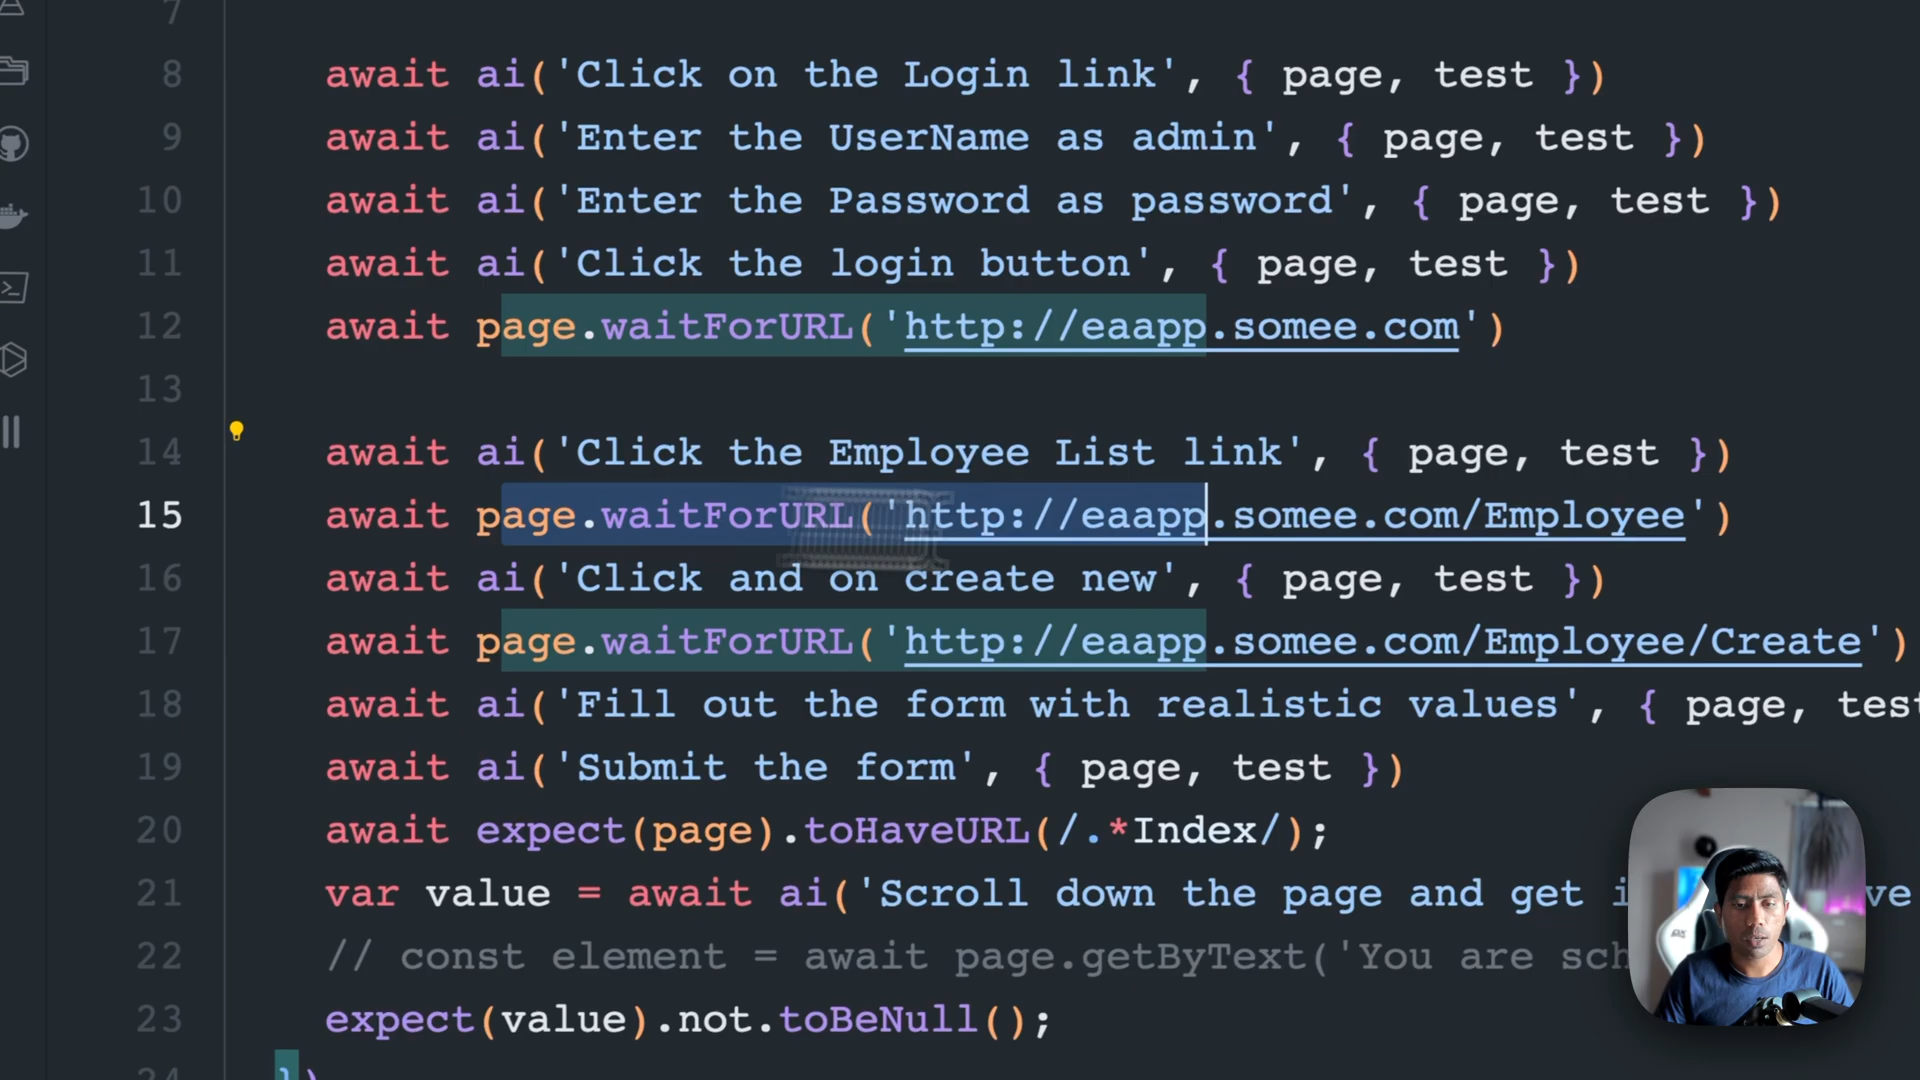 7
8 await ai('Click on the Login link', { page, test })
9 await ai('Enter the UserName as admin', { page, test })
10 await ai('Enter the Password as password', { page, test })
11 await ai('Click the login button', { page, test })
12 await page.waitForURL('http://eaapp.somee.com')
13
14 await ai('Click the Employee List link', { page, test })
15 await page.waitForURL('http://eaapp.somee.com/Employee')
16 await ai('Click and on create new', { page, test })
17 await page.waitForURL('http://eaapp.somee.com/Employee/Create')
18 await ai('Fill out the form with realistic values', { page, test
19 await ai('Submit the form', { page, test })
20 await expect(page).toHaveURL(/.*Index/);
21 var value = await ai('Scroll down the page and get
22 // const element = await page.getByText('You are
23 expect(value).not.toBeNull();
24 })